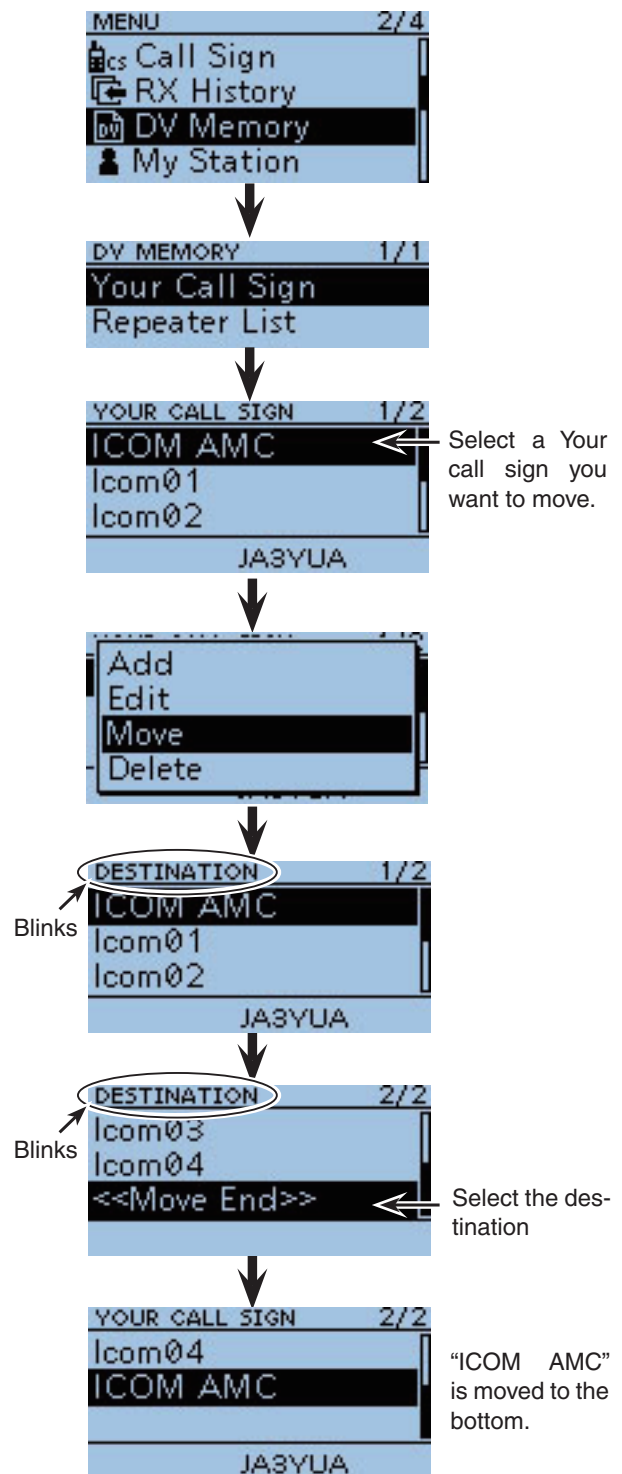 MENU 2/4
CS Call Sign
RX History
DV DV Memory
My Station
DV MEMORY 1/1
Your Call Sign
Repeater List
YOUR CALL SIGN 1/2
ICOM AMC
Icom01
Icom02
JA3YUA
Select a Your
call sign you
want to move.
Add
Edit
Move
Delete
DESTINATION 1/2
Blinks
ICOM AMC
Icom01
Icom02
JA3YUA
DESTINATION 2/2
Blinks
Icom03
Icom04
<<Move End>>
Select the des-
tination
YOUR CALL SIGN 2/2
Icom04
ICOM AMC
JA3YUA
“ICOM AMC”
is moved to the
bottom.